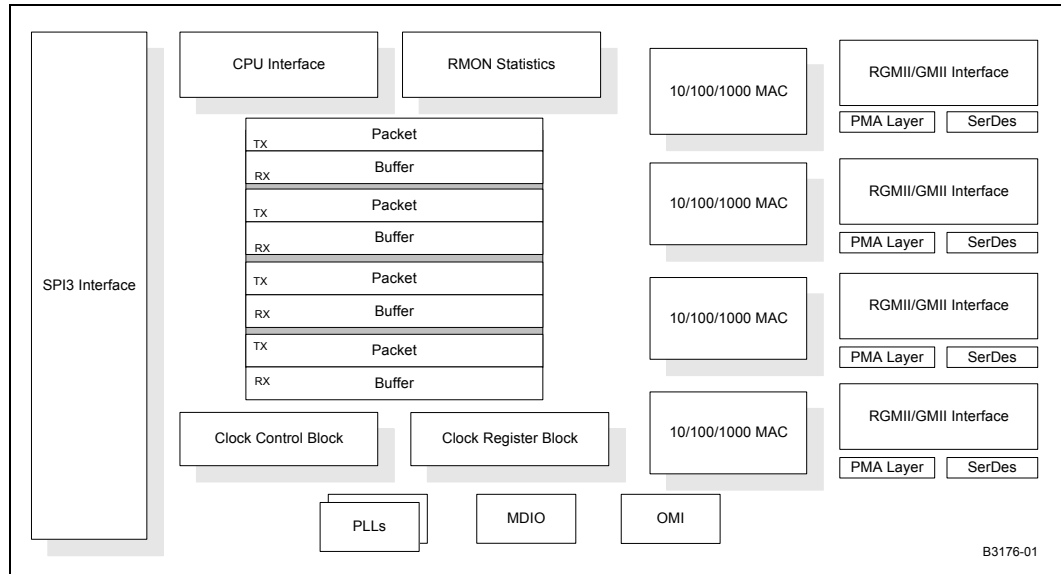 SPI3 Interface
CPU Interface
RMON Statistics
TX
Packet
RX
Buffer
TX
Packet
RX
Buffer
TX
Packet
RX
Buffer
TX
Packet
RX
Buffer
Clock Control Block
Clock Register Block
PLLs
MDIO
OMI
10/100/1000 MAC
RGMII/GMII Interface
PMA Layer
SerDes
10/100/1000 MAC
RGMII/GMII Interface
PMA Layer
SerDes
10/100/1000 MAC
RGMII/GMII Interface
PMA Layer
SerDes
10/100/1000 MAC
RGMII/GMII Interface
PMA Layer
SerDes
B3176-01